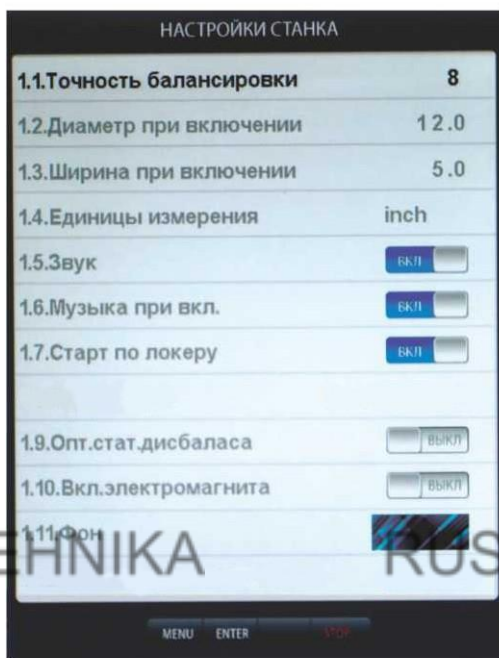 НАСТРОЙКИ СТАНКА
1.1.Точность балансировки 8
1.2.Диаметр при включении 12.0
1.3.Ширина при включении 5.0
1.4.Единицы измерения inch
1.5.Звук ВКЛ
1.6.Музыка при вкл. ВКЛ
1.7.Старт по локеру ВКЛ
1.9.Опт.стат.дисбаласа ВЫКЛ
1.10.Вкл.электромагнита ВЫКЛ
1.11.Фон
EHNIKA RUS
MENU ENTER STOP